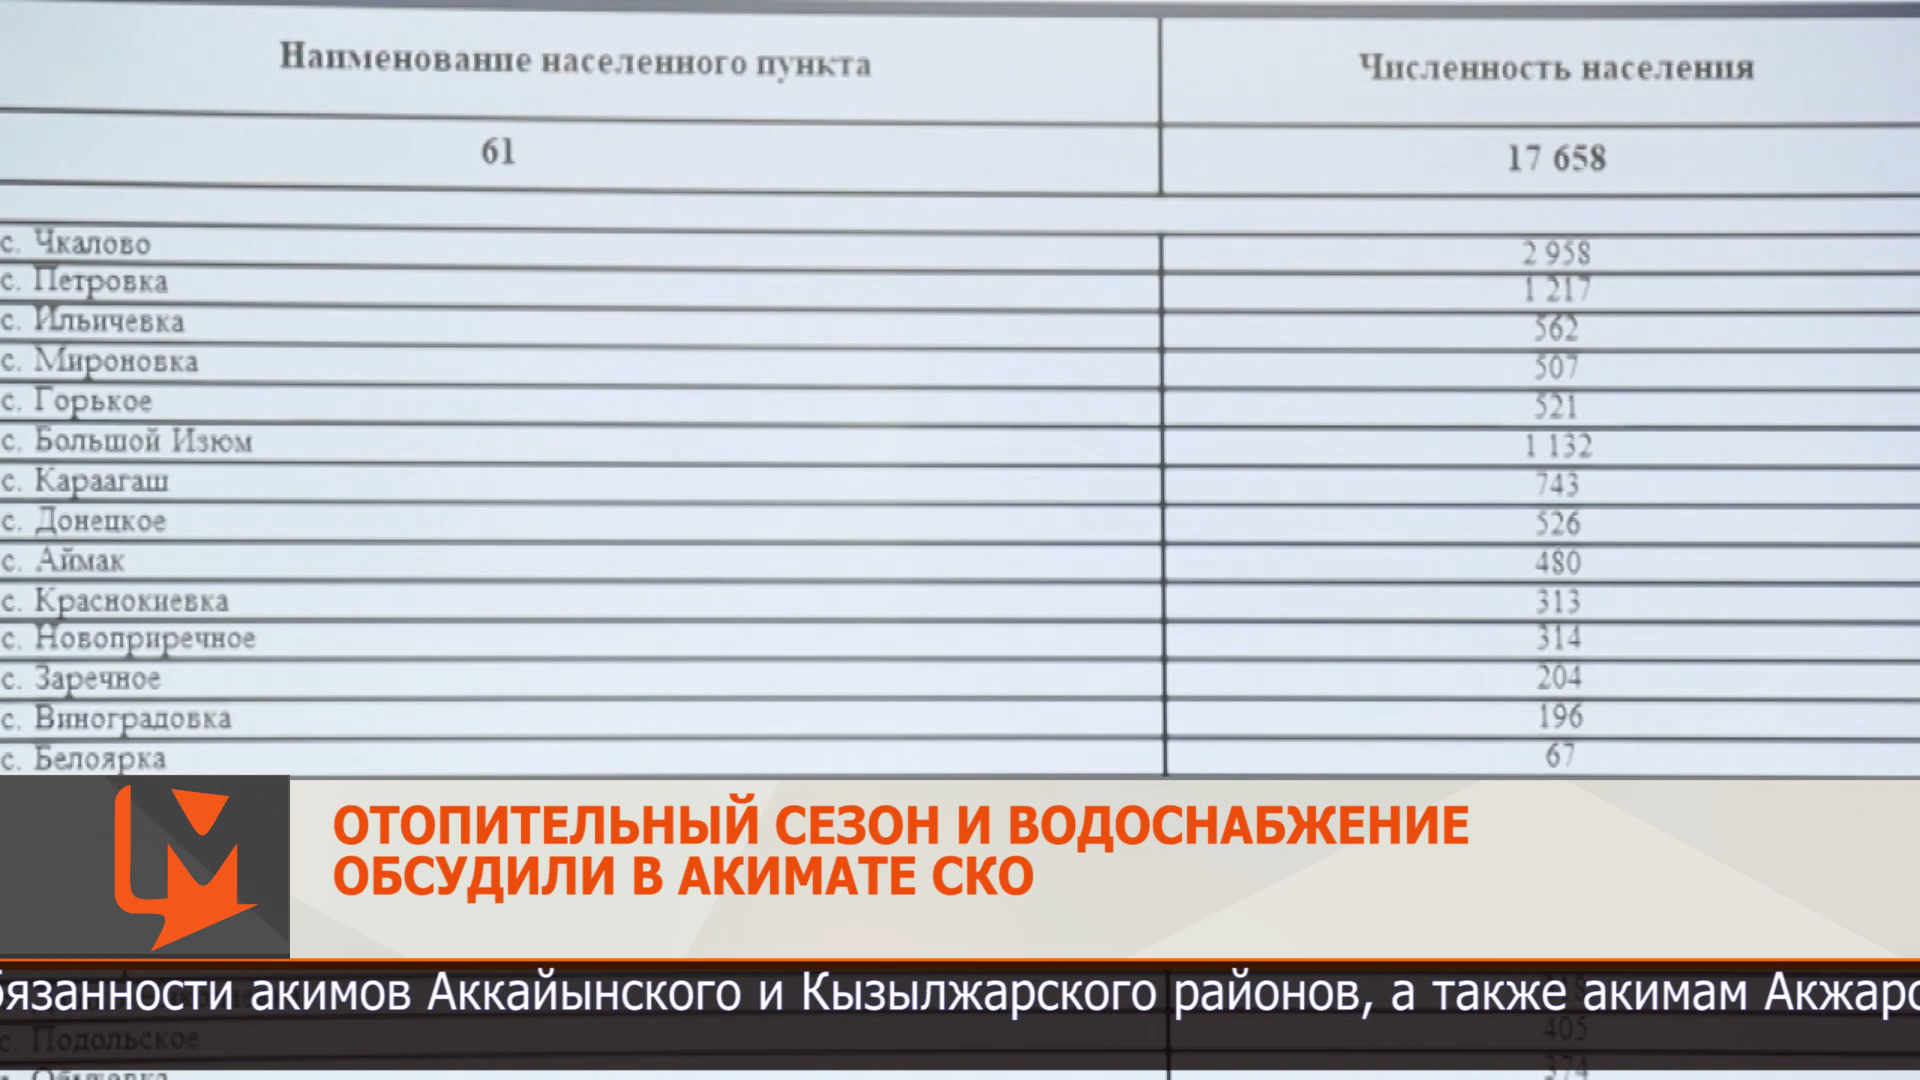 Наименование населенного пункта Численность населения
61 17 658
с. Чкалово 2 958
с. Петровка 1 217
с. Ильичевка 562
с. Мироновка 507
с. Горькое 521
с. Большой Изюм 1 132
с. Караагаш 743
с. Донецкое 526
с. Аймак 480
с. Краснокиевка 313
с. Новоприречное 314
с. Заречное 204
с. Виноградовка 196
с. Белоярка 67
ОТОПИТЕЛЬНЫЙ СЕЗОН И ВОДОСНАБЖЕНИЕ
ОБСУДИЛИ В АКИМАТЕ СКО
бязанности акимов Аккайынского и Кызылжарского районов, а также акимам Акжарс
с. Подольское 405
374